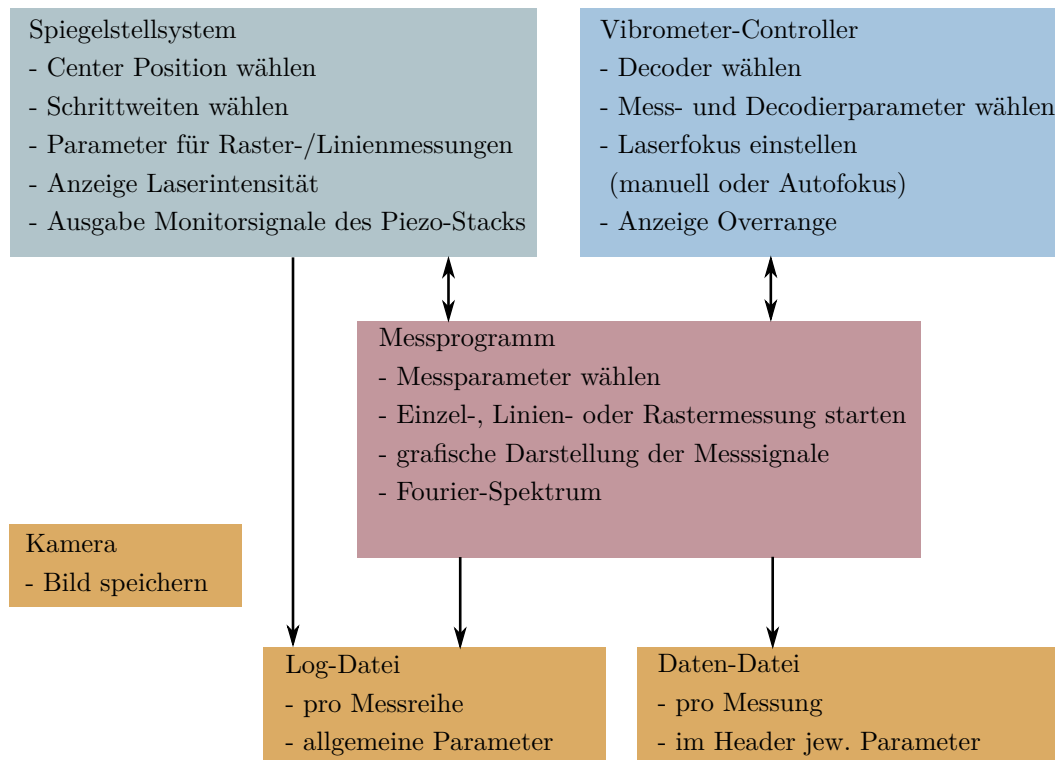 Spiegelstellsystem
- Center Position wählen
- Schrittweiten wählen
- Parameter für Raster-/Linienmessungen
- Anzeige Laserintensität
- Ausgabe Monitorsignale des Piezo-Stacks
Vibrometer-Controller
- Decoder wählen
- Mess- und Decodierparameter wählen
- Laserfokus einstellen
(manuell oder Autofokus)
- Anzeige Overrange
Messprogramm
- Messparameter wählen
- Einzel-, Linien- oder Rastermessung starten
- grafische Darstellung der Messsignale
- Fourier-Spektrum
Kamera
- Bild speichern
Log-Datei
- pro Messreihe
- allgemeine Parameter
Daten-Datei
- pro Messung
- im Header jew. Parameter